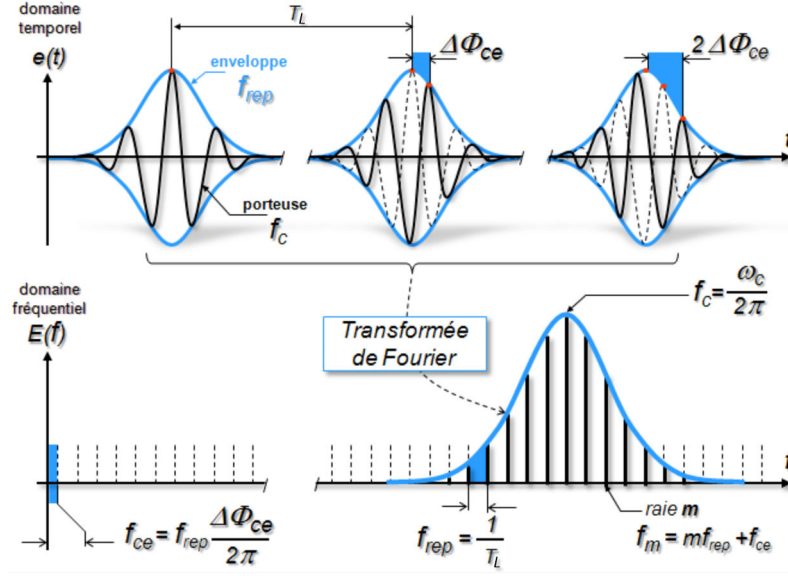 domaine
temporel
e(t)
T_L
enveloppe
f_rep
ΔΦ_ce
2 ΔΦ_ce
t
porteuse
f_c
domaine
fréquentiel
E(f)
Transformée
de Fourier
f_c = ω_c / 2π
f
f_ce = f_rep ΔΦ_ce / 2π
f_rep = 1 / T_L
raie m
f_m = mf_rep + f_ce